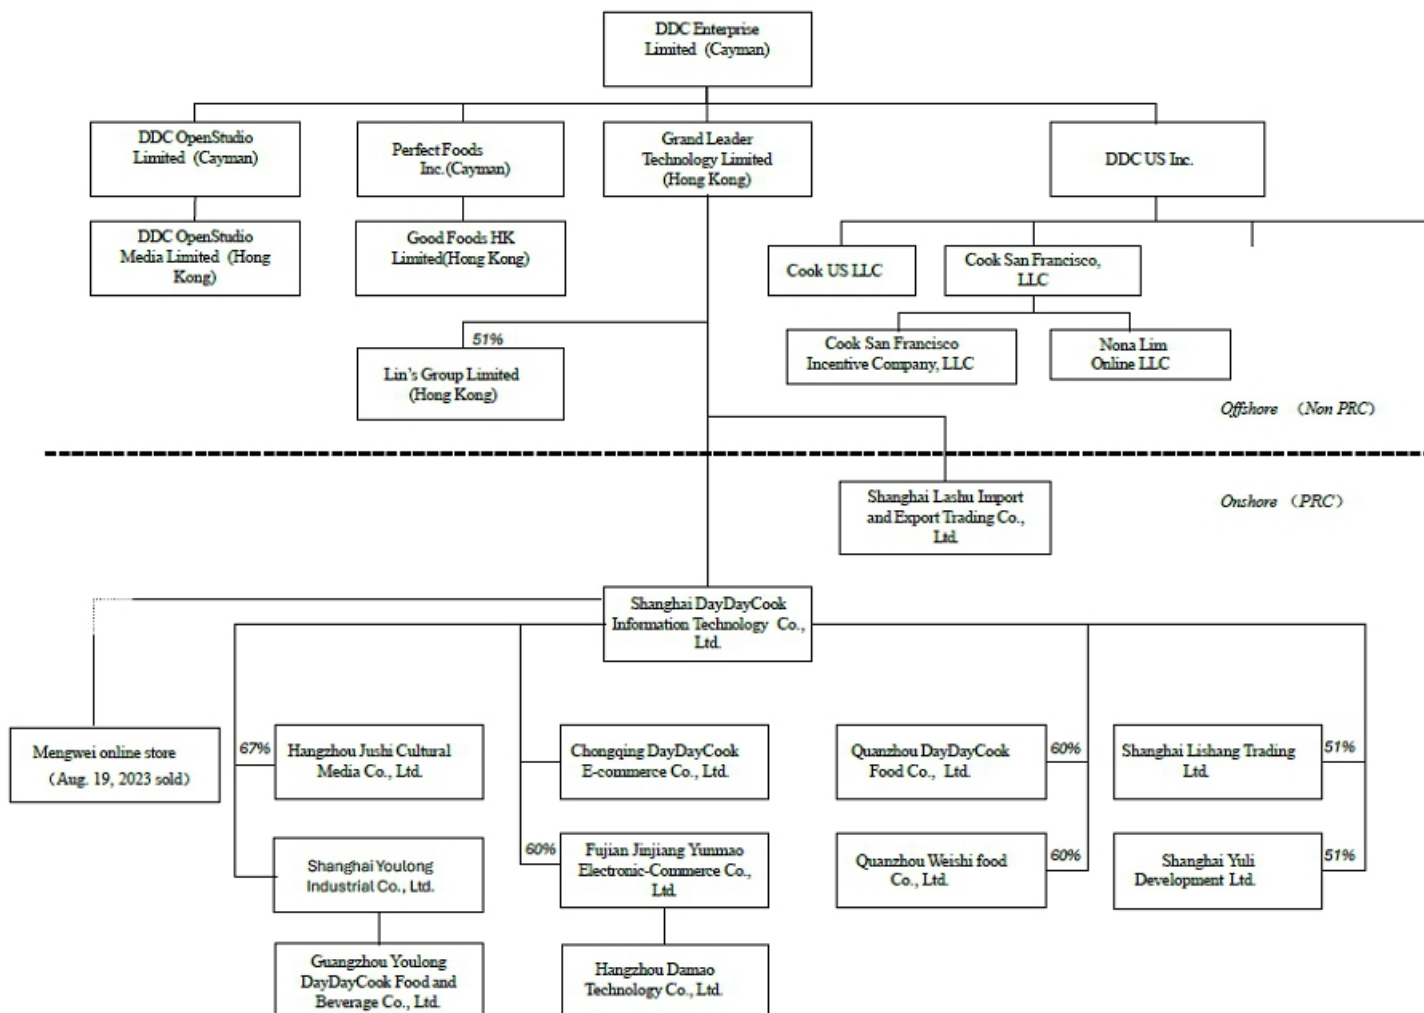 DDC Enterprise
Limited (Cayman)
DDC OpenStudio
Limited (Cayman)
Perfect Foods
Inc.(Cayman)
Grand Leader
Technology Limited
(Hong Kong)
DDC US Inc.
DDC OpenStudio
Media Limited (Hong
Kong)
Good Foods HK
Limited(Hong Kong)
Cook US LLC
Cook San Francisco,
LLC
51%
Lin's Group Limited
(Hong Kong)
Cook San Francisco
Incentive Company, LLC
Nona Lim
Online LLC
Offshore （Non PRC）
Shanghai Lashu Import
and Export Trading Co.,
Ltd.
Onshore （PRC）
Shanghai DayDayCook
Information Technology Co.,
Ltd.
Mengwei online store
（Aug. 19, 2023 sold）
67%
Hangzhou Jushi Cultural
Media Co., Ltd.
Chongqing DayDayCook
E-commerce Co., Ltd.
Quanzhou DayDayCook
Food Co., Ltd.
60%
Shanghai Lishang Trading
Ltd.
51%
Shanghai Youlong
Industrial Co., Ltd.
60%
Fujian Jinjiang Yunmao
Electronic-Commerce Co.,
Ltd.
Quanzhou Weishi food
Co., Ltd.
60%
Shanghai Yuli
Development Ltd.
51%
Guangzhou Youlong
DayDayCook Food and
Beverage Co., Ltd.
Hangzhou Damao
Technology Co., Ltd.